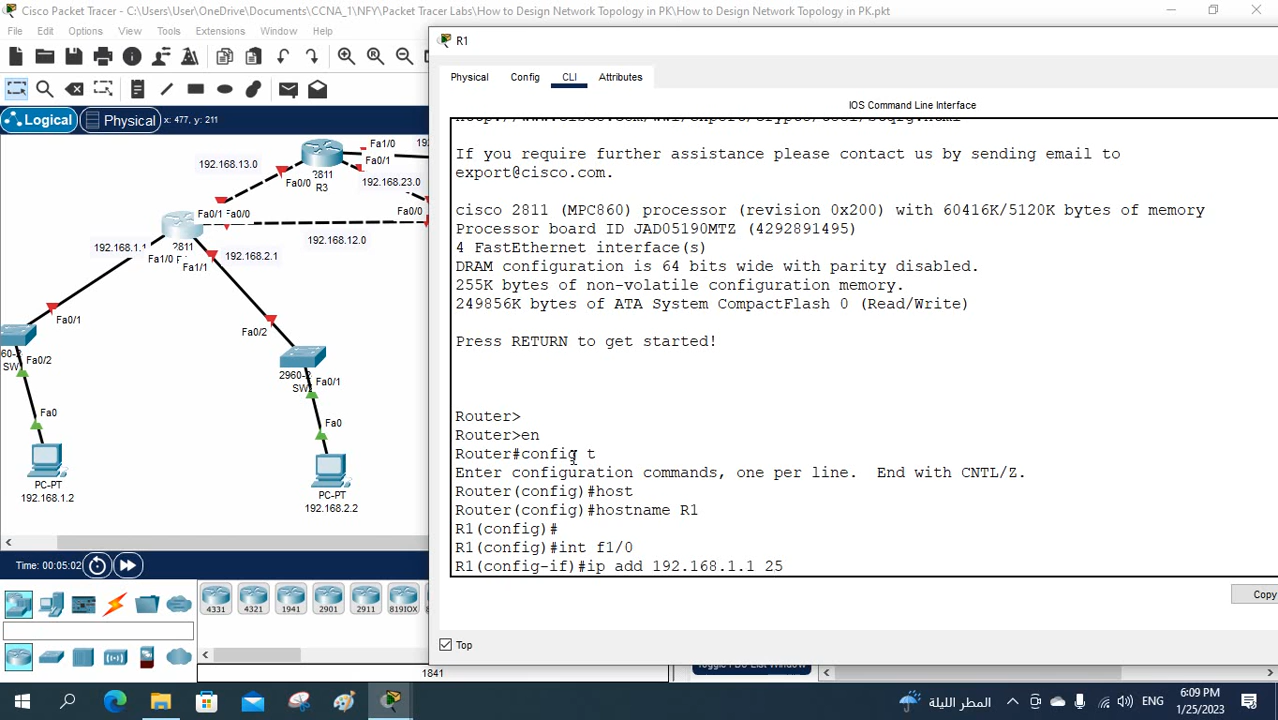 Cisco Packet Tracer - C:\Users\User\OneDrive\Documents\CCNA_1\NFY\Packet Tracer Labs\How to Design Network Topology in PK\How to Design Network Topology in PK.pkt
File Edit Options View Tools Extensions Window Help
Logical
Physical
x: 477, y: 211
192.168.13.0
Fa1/0
Fa0/1
2811
R3
Fa0/0
192.168.23.0
Fa0/1
Fa0/0
Fa0/0
192.168.12.0
192.168.1.1
2811
Fa1/0
Fa1/1
192.168.2.1
Fa0/1
Fa0/2
60-2
SW
Fa0/2
2960-2
SW
Fa0/1
Fa0
Fa0
PC-PT
192.168.1.2
PC-PT
192.168.2.2
Time: 00:05:02
4331 4321 1941 2901 2911 819IOX
1841
R1
Physical Config CLI Attributes
IOS Command Line Interface
If you require further assistance please contact us by sending email to
export@cisco.com.
cisco 2811 (MPC860) processor (revision 0x200) with 60416K/5120K bytes of memory
Processor board ID JAD05190MTZ (4292891495)
4 FastEthernet interface(s)
DRAM configuration is 64 bits wide with parity disabled.
255K bytes of non-volatile configuration memory.
249856K bytes of ATA System CompactFlash 0 (Read/Write)
Press RETURN to get started!
Router>
Router>en
Router#config t
Enter configuration commands, one per line. End with CNTL/Z.
Router(config)#host
Router(config)#hostname R1
R1(config)#
R1(config)#int f1/0
R1(config-if)#ip add 192.168.1.1 25
Copy
Top
المطر الليلة
ENG
6:09 PM
1/25/2023